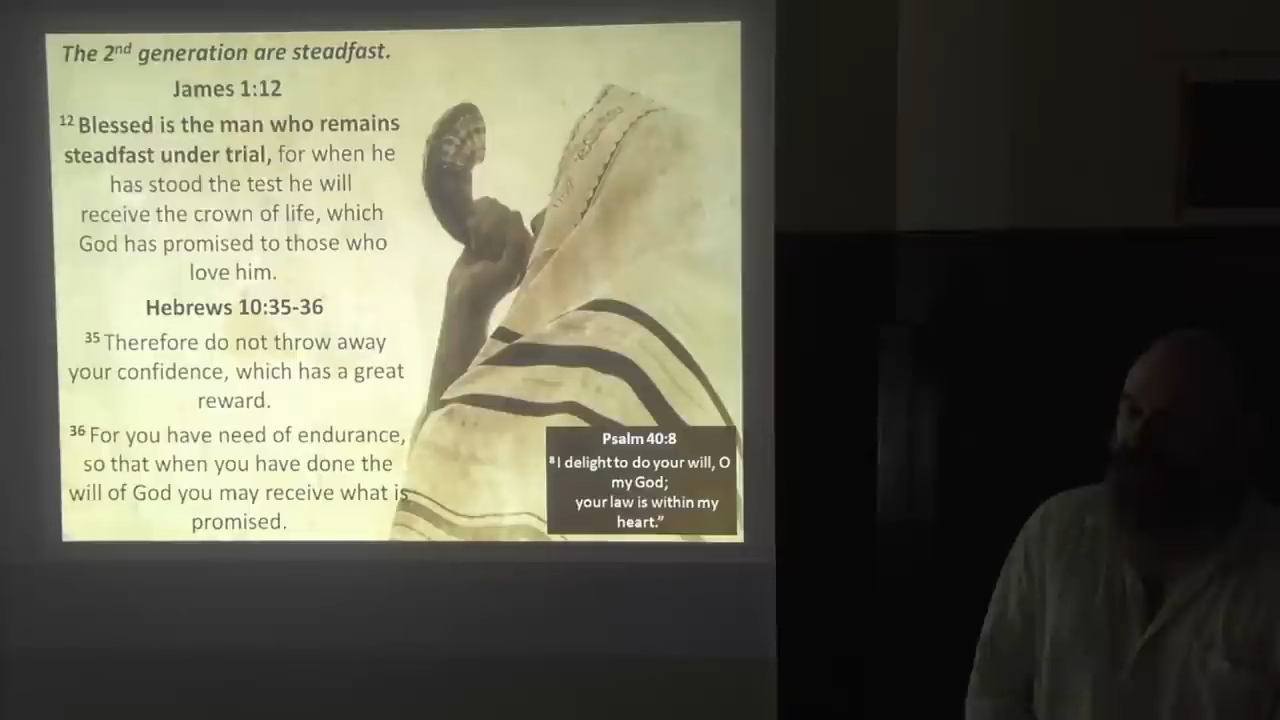 The 2nd generation are steadfast.
James 1:12
12 Blessed is the man who remains
steadfast under trial, for when he
has stood the test he will
receive the crown of life, which
God has promised to those who
love him.
Hebrews 10:35-36
35 Therefore do not throw away
your confidence, which has a great
reward.
36 For you have need of endurance,
so that when you have done the
will of God you may receive what is
promised.
Psalm 40:8
8 I delight to do your will, O
my God;
your law is within my
heart.”